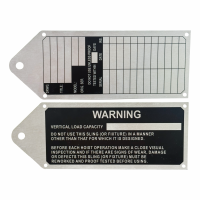 WARNING
VERTICAL LOAD CAPACITY
DO NOT USE THIS SLING (OR FIXTURE) IN A MANNER
OTHER THAN THAT FOR WHICH IT IS DESIGNED.
BEFORE EACH HOIST OPERATION MAKE A CLOSE VISUAL
INSPECTION AND IF THERE ARE SIGNS OF WEAR, DAMAGE
OR DEFECTS THIS SLING (OR FIXTURE) MUST BE
REWORKED AND PROOF TESTED BEFORE USING.